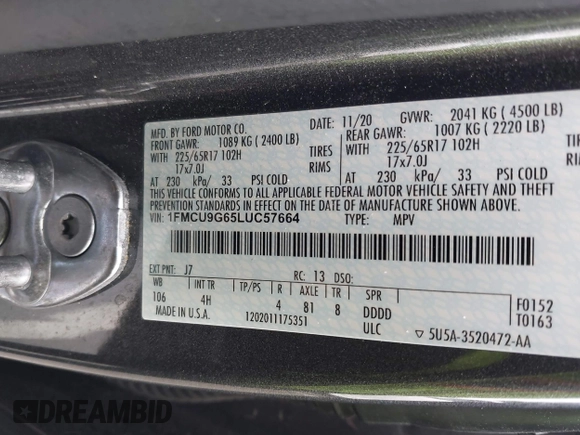 MFD. BY FORD MOTOR CO. DATE: 11/20 GVWR: 2041 KG ( 4500 LB)
FRONT GAWR: 1089 KG ( 2400 LB) REAR GAWR: 1007 KG ( 2220 LB)
WITH 225/65R17 102H TIRES WITH 225/65R17 102H TIRES
17x7.0J RIMS 17x7.0J RIMS
AT 230 kPa/ 33 PSI COLD AT 230 kPa/ 33 PSI COLD
THIS VEHICLE CONFORMS TO ALL APPLICABLE FEDERAL MOTOR VEHICLE SAFETY AND THEFT
PREVENTION STANDARDS IN EFFECT ON THE DATE OF MANUFACTURE SHOWN ABOVE.
VIN: 1FMCU9G65LUC57664 TYPE: MPV
EXT PNT: J7 RC: 13 DSO:
WB INT TR TP/PS R AXLE TR SPR
106 4H 4 81 8 DDDD F0152
MADE IN U.S.A. 1202011175351 ULC T0163
5U5A-3520472-AA
DREAMBID